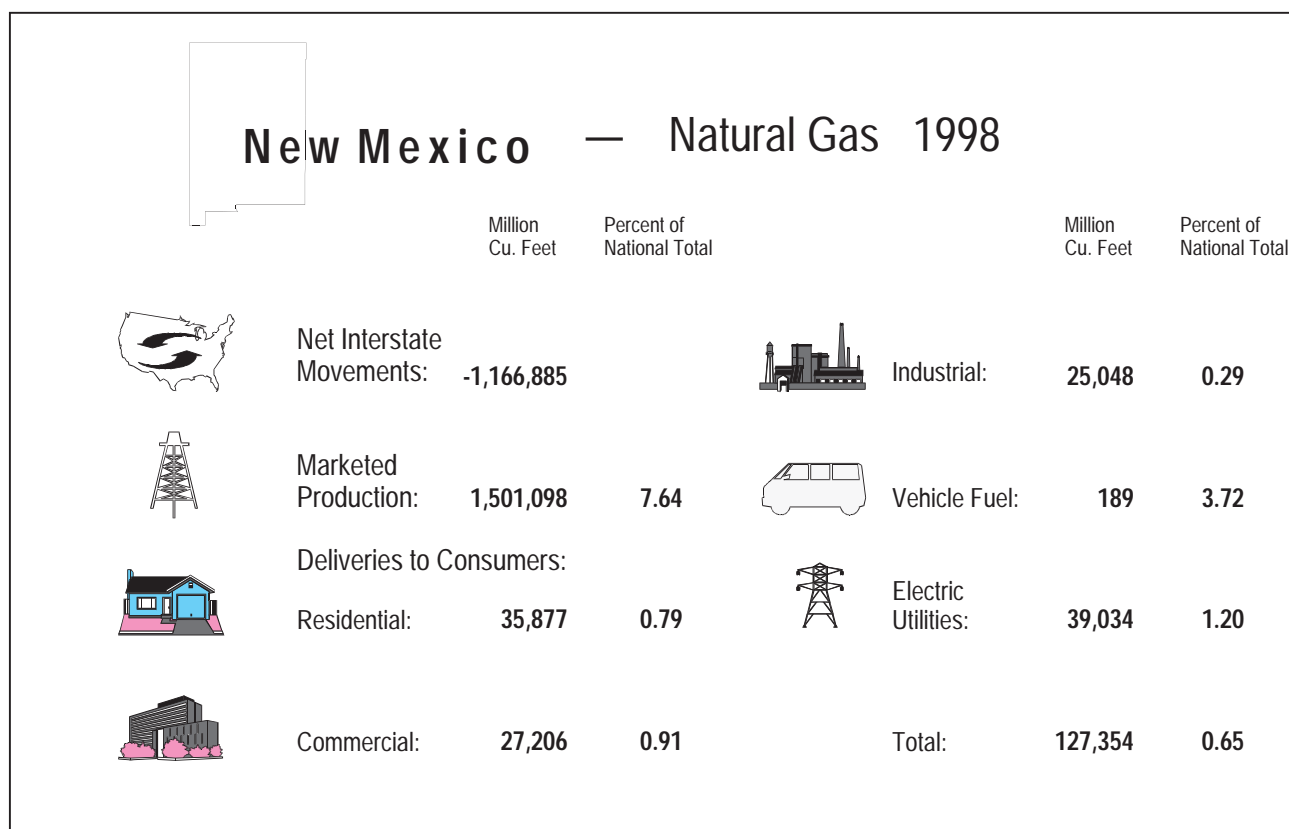 New Mexico — Natural Gas 1998
Million
Cu. Feet
Percent of
National Total
Million
Cu. Feet
Percent of
National Total
Net Interstate
Movements: -1,166,885
Marketed
Production: 1,501,098 7.64
Deliveries to Consumers:
Residential: 35,877 0.79
Commercial: 27,206 0.91
Industrial: 25,048 0.29
Vehicle Fuel: 189 3.72
Electric
Utilities: 39,034 1.20
Total: 127,354 0.65